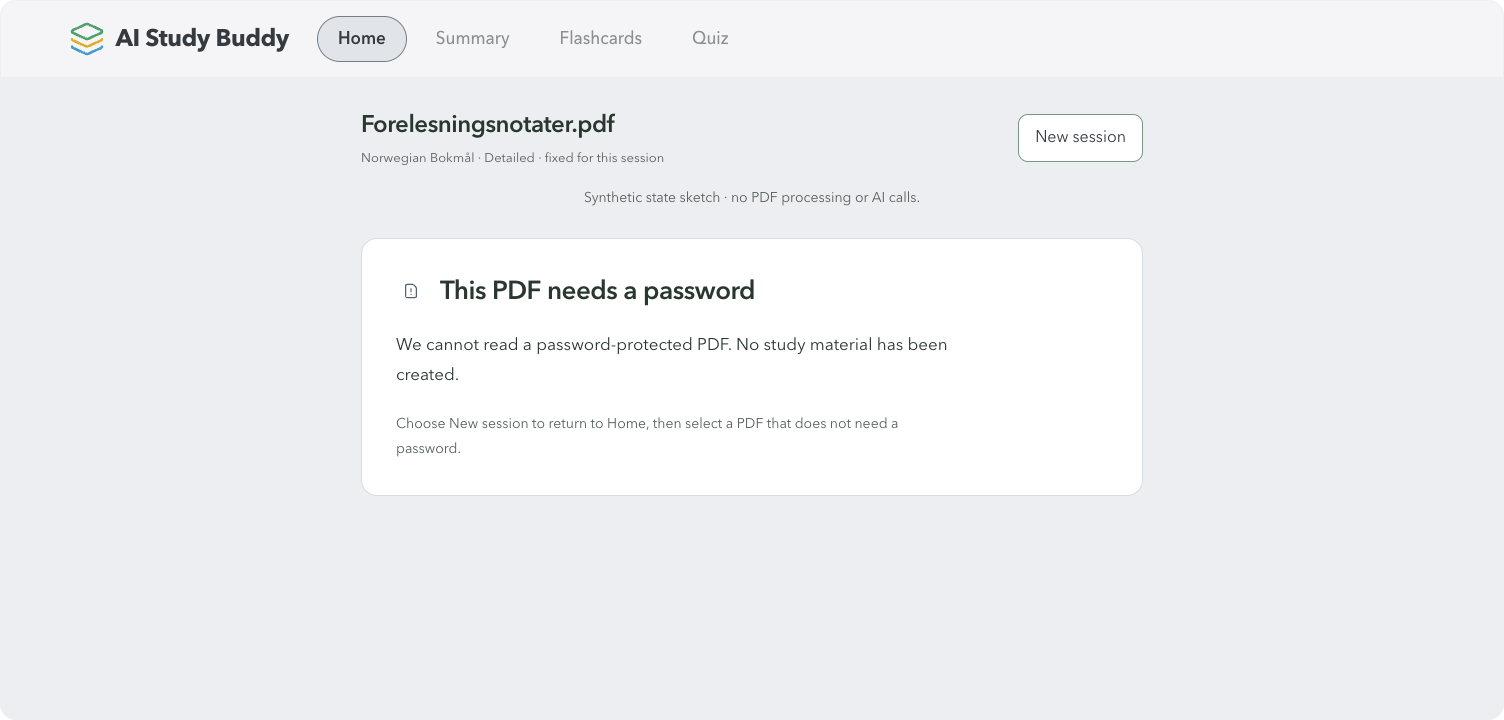 AI Study Buddy
Home
Summary
Flashcards
Quiz
Forelesningsnotater.pdf
Norwegian Bokmål · Detailed · fixed for this session
New session
Synthetic state sketch · no PDF processing or AI calls.
This PDF needs a password
We cannot read a password-protected PDF. No study material has been
created.
Choose New session to return to Home, then select a PDF that does not need a
password.